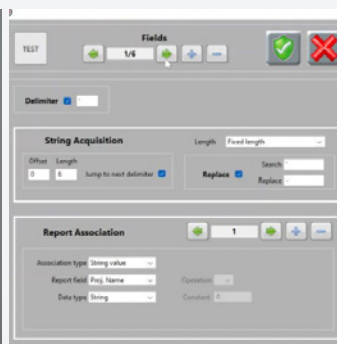 Fields
TEST
1/6
Delimiter
String Acquisition
Length Fixed length
Offset Length
0 6 Jump to next delimiter
Search
Replace
Replace -
Report Association
1
Association type String value
Report field Proj. Name
Operation
Data type String
Constant 0